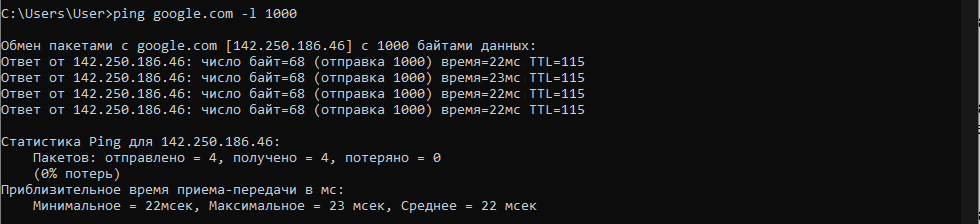 C:\Users\User>ping google.com -l 1000
Обмен пакетами с google.com [142.250.186.46] с 1000 байтами данных:
Ответ от 142.250.186.46: число байт=68 (отправка 1000) время=22мс TTL=115
Ответ от 142.250.186.46: число байт=68 (отправка 1000) время=23мс TTL=115
Ответ от 142.250.186.46: число байт=68 (отправка 1000) время=22мс TTL=115
Ответ от 142.250.186.46: число байт=68 (отправка 1000) время=22мс TTL=115
Статистика Ping для 142.250.186.46:
Пакетов: отправлено = 4, получено = 4, потеряно = 0
(0% потерь)
Приблизительное время приема-передачи в мс:
Минимальное = 22мсек, Максимальное = 23 мсек, Среднее = 22 мсек